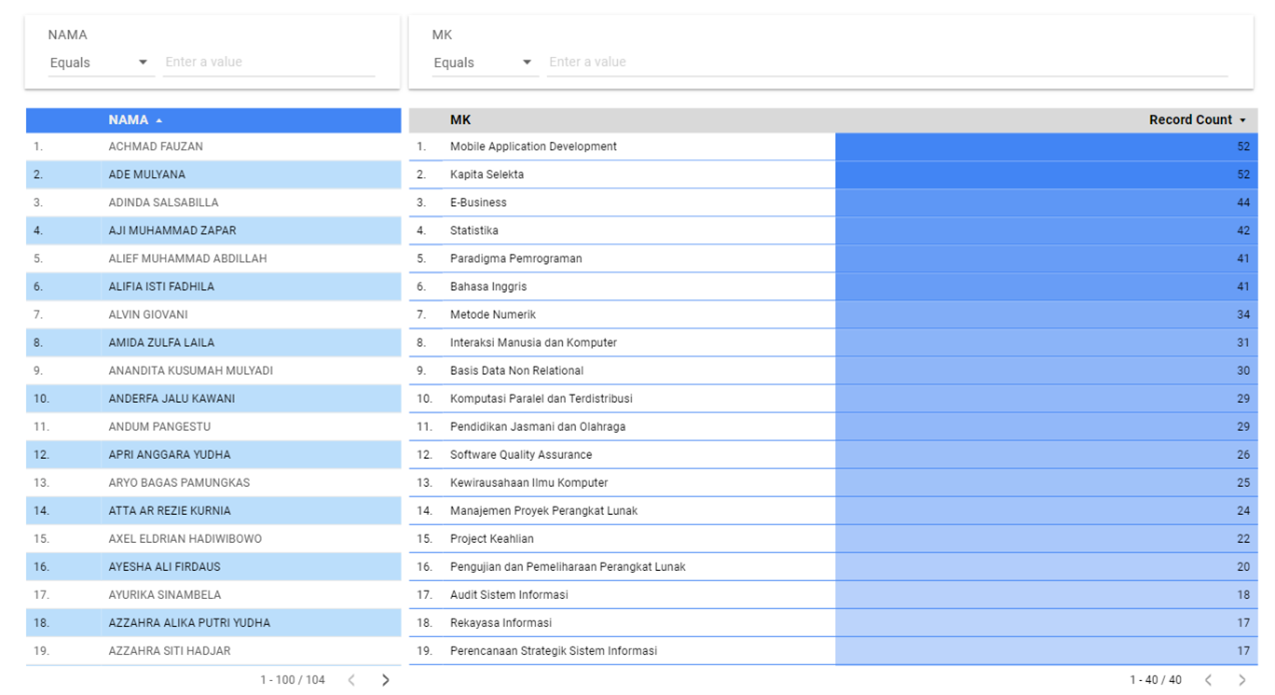 NAMA
Equals Enter a value
MK
Equals Enter a value
NAMA
1. ACHMAD FAUZAN
2. ADE MULYANA
3. ADINDA SALSABILLA
4. AJI MUHAMMAD ZAPAR
5. ALIEF MUHAMMAD ABDILLAH
6. ALIFIA ISTI FADHILA
7. ALVIN GIOVANI
8. AMIDA ZULFA LAILA
9. ANANDITA KUSUMAH MULYADI
10. ANDERFA JALU KAWANI
11. ANDUM PANGESTU
12. APRI ANGGARA YUDHA
13. ARYO BAGAS PAMUNGKAS
14. ATTA AR REZIE KURNIA
15. AXEL ELDRIAN HADIWIBOWO
16. AYESHA ALI FIRDAUS
17. AYURIKA SINAMBELA
18. AZZAHRA ALIKA PUTRI YUDHA
19. AZZAHRA SITI HADJAR
1 - 100 / 104
MK Record Count
1. Mobile Application Development 52
2. Kapita Selekta 52
3. E-Business 44
4. Statistika 42
5. Paradigma Pemrograman 41
6. Bahasa Inggris 41
7. Metode Numerik 34
8. Interaksi Manusia dan Komputer 31
9. Basis Data Non Relational 30
10. Komputasi Paralel dan Terdistribusi 29
11. Pendidikan Jasmani dan Olahraga 29
12. Software Quality Assurance 26
13. Kewirausahaan Ilmu Komputer 25
14. Manajemen Proyek Perangkat Lunak 24
15. Project Keahlian 22
16. Pengujian dan Pemeliharaan Perangkat Lunak 20
17. Audit Sistem Informasi 18
18. Rekayasa Informasi 17
19. Perencanaan Strategik Sistem Informasi 17
1 - 40 / 40